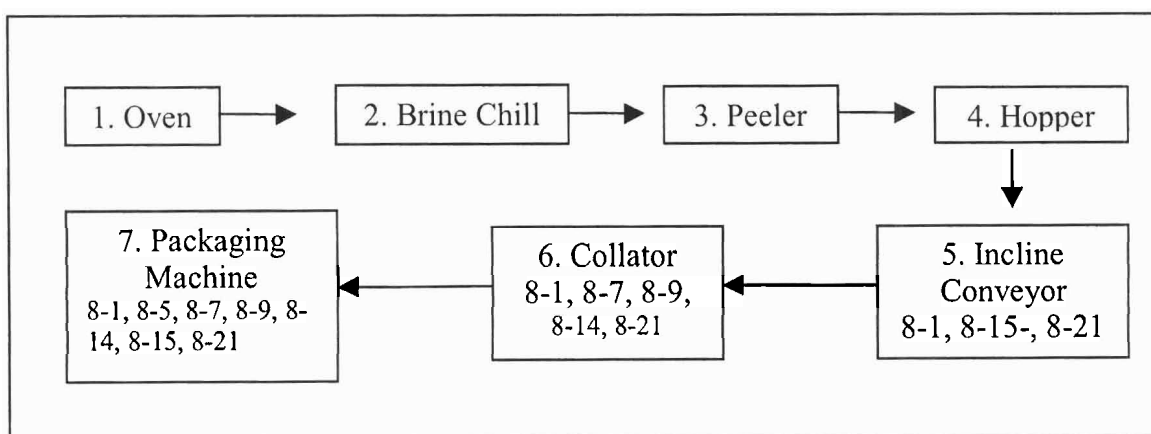 1. Oven
2. Brine Chill
3. Peeler
4. Hopper
5. Incline
Conveyor
8-1, 8-15-, 8-21
6. Collator
8-1, 8-7, 8-9,
8-14, 8-21
7. Packaging
Machine
8-1, 8-5, 8-7, 8-9, 8-
14, 8-15, 8-21